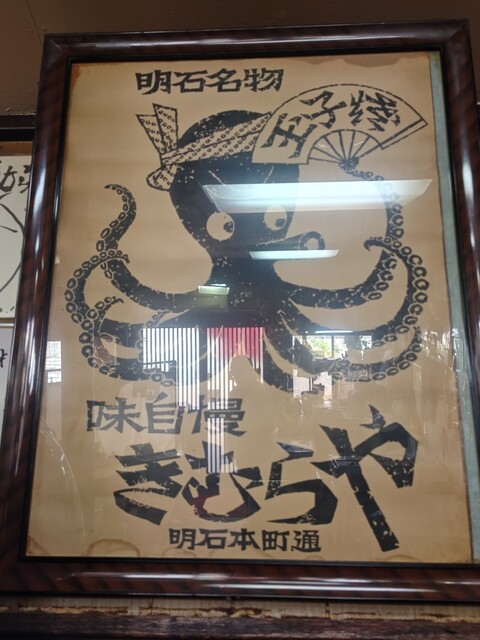 明石名物
玉子焼
味自慢
きむらや
明石本町通